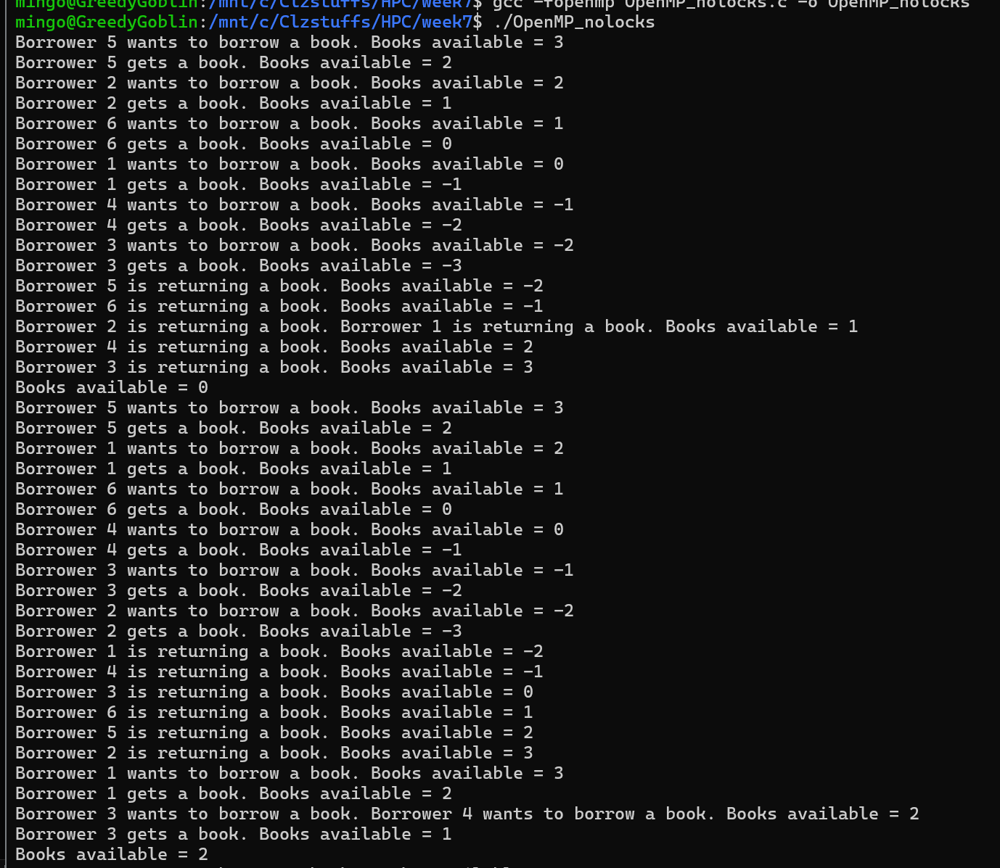 mingo@GreedyGoblin:/mnt/c/Clzstuffs/HPC/week7$ gcc -fopenmp OpenMP_nolocks.c -o OpenMP_nolocks
mingo@GreedyGoblin:/mnt/c/Clzstuffs/HPC/week7$ ./OpenMP_nolocks
Borrower 5 wants to borrow a book. Books available = 3
Borrower 5 gets a book. Books available = 2
Borrower 2 wants to borrow a book. Books available = 2
Borrower 2 gets a book. Books available = 1
Borrower 6 wants to borrow a book. Books available = 1
Borrower 6 gets a book. Books available = 0
Borrower 1 wants to borrow a book. Books available = 0
Borrower 1 gets a book. Books available = -1
Borrower 4 wants to borrow a book. Books available = -1
Borrower 4 gets a book. Books available = -2
Borrower 3 wants to borrow a book. Books available = -2
Borrower 3 gets a book. Books available = -3
Borrower 5 is returning a book. Books available = -2
Borrower 6 is returning a book. Books available = -1
Borrower 2 is returning a book. Borrower 1 is returning a book. Books available = 1
Borrower 4 is returning a book. Books available = 2
Borrower 3 is returning a book. Books available = 3
Books available = 0
Borrower 5 wants to borrow a book. Books available = 3
Borrower 5 gets a book. Books available = 2
Borrower 1 wants to borrow a book. Books available = 2
Borrower 1 gets a book. Books available = 1
Borrower 6 wants to borrow a book. Books available = 1
Borrower 6 gets a book. Books available = 0
Borrower 4 wants to borrow a book. Books available = 0
Borrower 4 gets a book. Books available = -1
Borrower 3 wants to borrow a book. Books available = -1
Borrower 3 gets a book. Books available = -2
Borrower 2 wants to borrow a book. Books available = -2
Borrower 2 gets a book. Books available = -3
Borrower 1 is returning a book. Books available = -2
Borrower 4 is returning a book. Books available = -1
Borrower 3 is returning a book. Books available = 0
Borrower 6 is returning a book. Books available = 1
Borrower 5 is returning a book. Books available = 2
Borrower 2 is returning a book. Books available = 3
Borrower 1 wants to borrow a book. Books available = 3
Borrower 1 gets a book. Books available = 2
Borrower 3 wants to borrow a book. Borrower 4 wants to borrow a book. Books available = 2
Borrower 3 gets a book. Books available = 1
Books available = 2